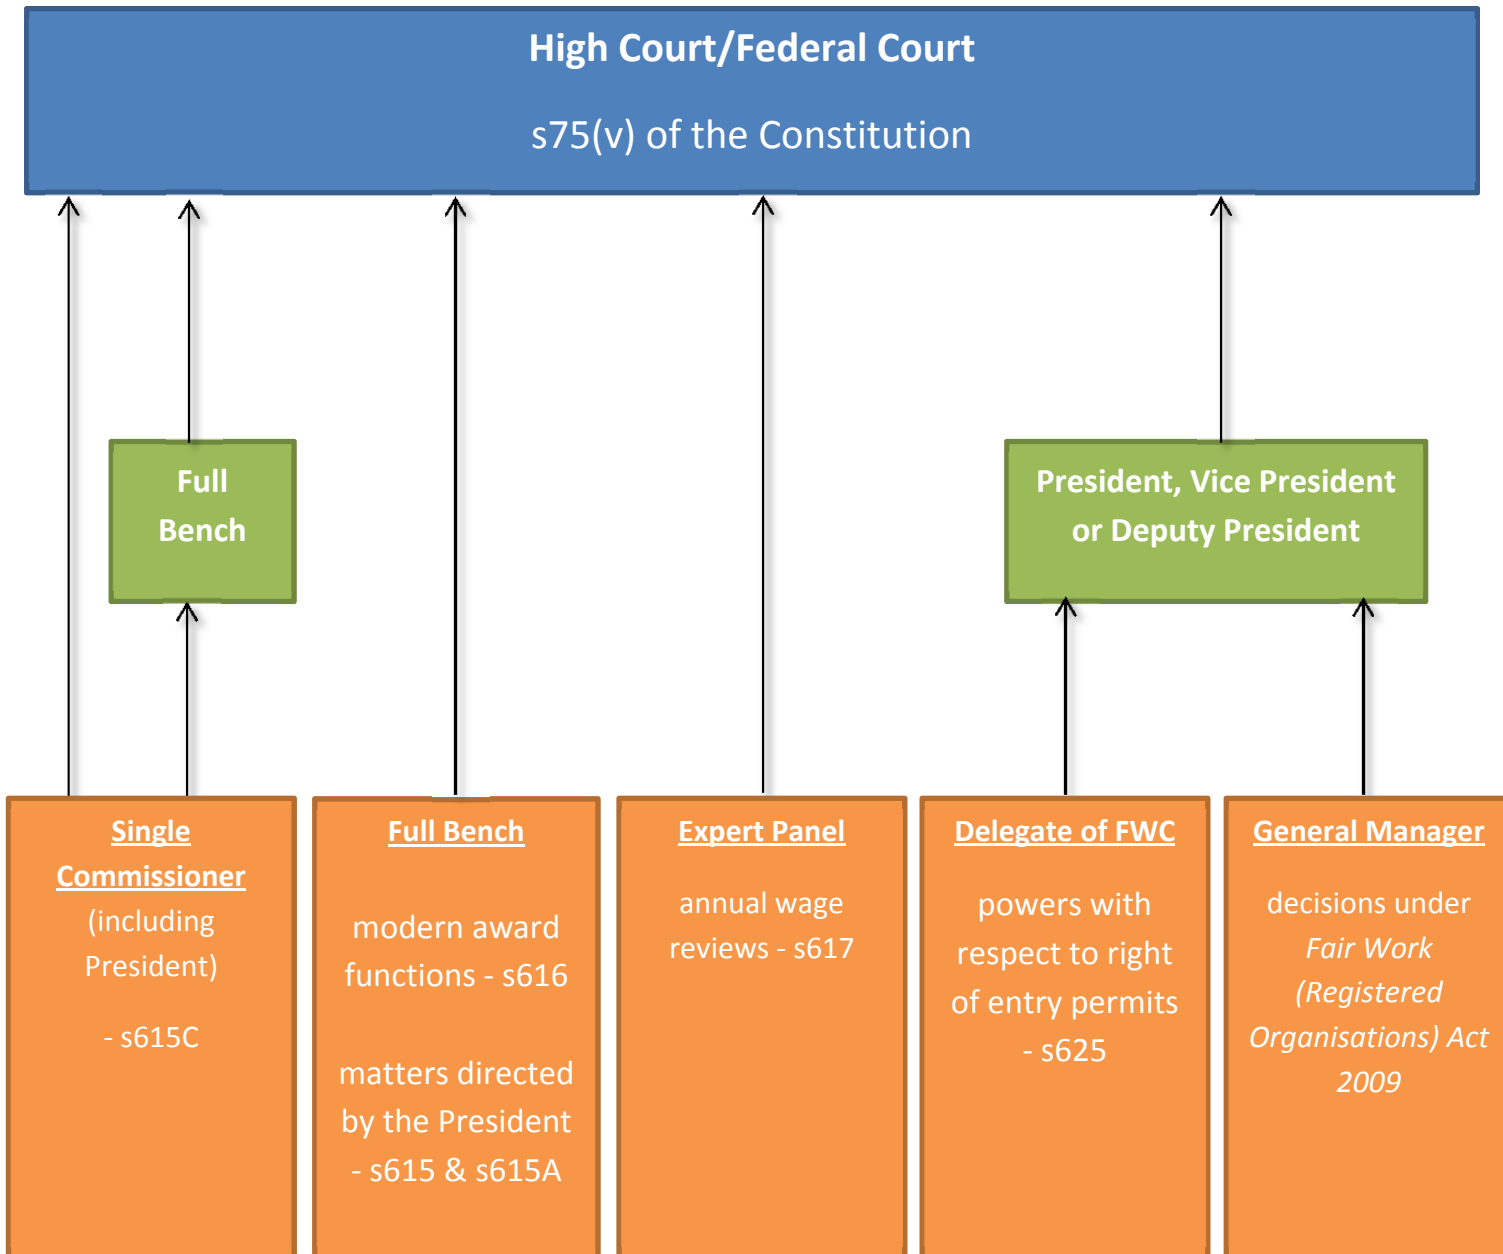 High Court/Federal Court
s75(v) of the Constitution
Full
Bench
President, Vice President
or Deputy President
Single
Commissioner
(including
President)
- s615C
Full Bench
modern award
functions - s616
matters directed
by the President
- s615 & s615A
Expert Panel
annual wage
reviews - s617
Delegate of FWC
powers with
respect to right
of entry permits
- s625
General Manager
decisions under
Fair Work
(Registered
Organisations) Act
2009